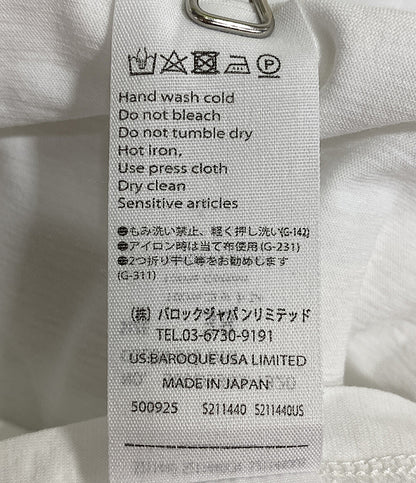 Hand wash cold
Do not bleach
Do not tumble dry
Hot iron,
Use press cloth
Dry clean
Sensitive articles
●もみ洗い禁止、軽く押し洗い(G-142)
●アイロン時は当て布使用(G-231)
●2つ折り干し等をお勧めします
(G-311)
(株) バロックジャパンリミテッド
TEL.03-6730-9191
US:BAROQUE USA LIMITED
MADE IN JAPAN
500925 S211440 S211440US